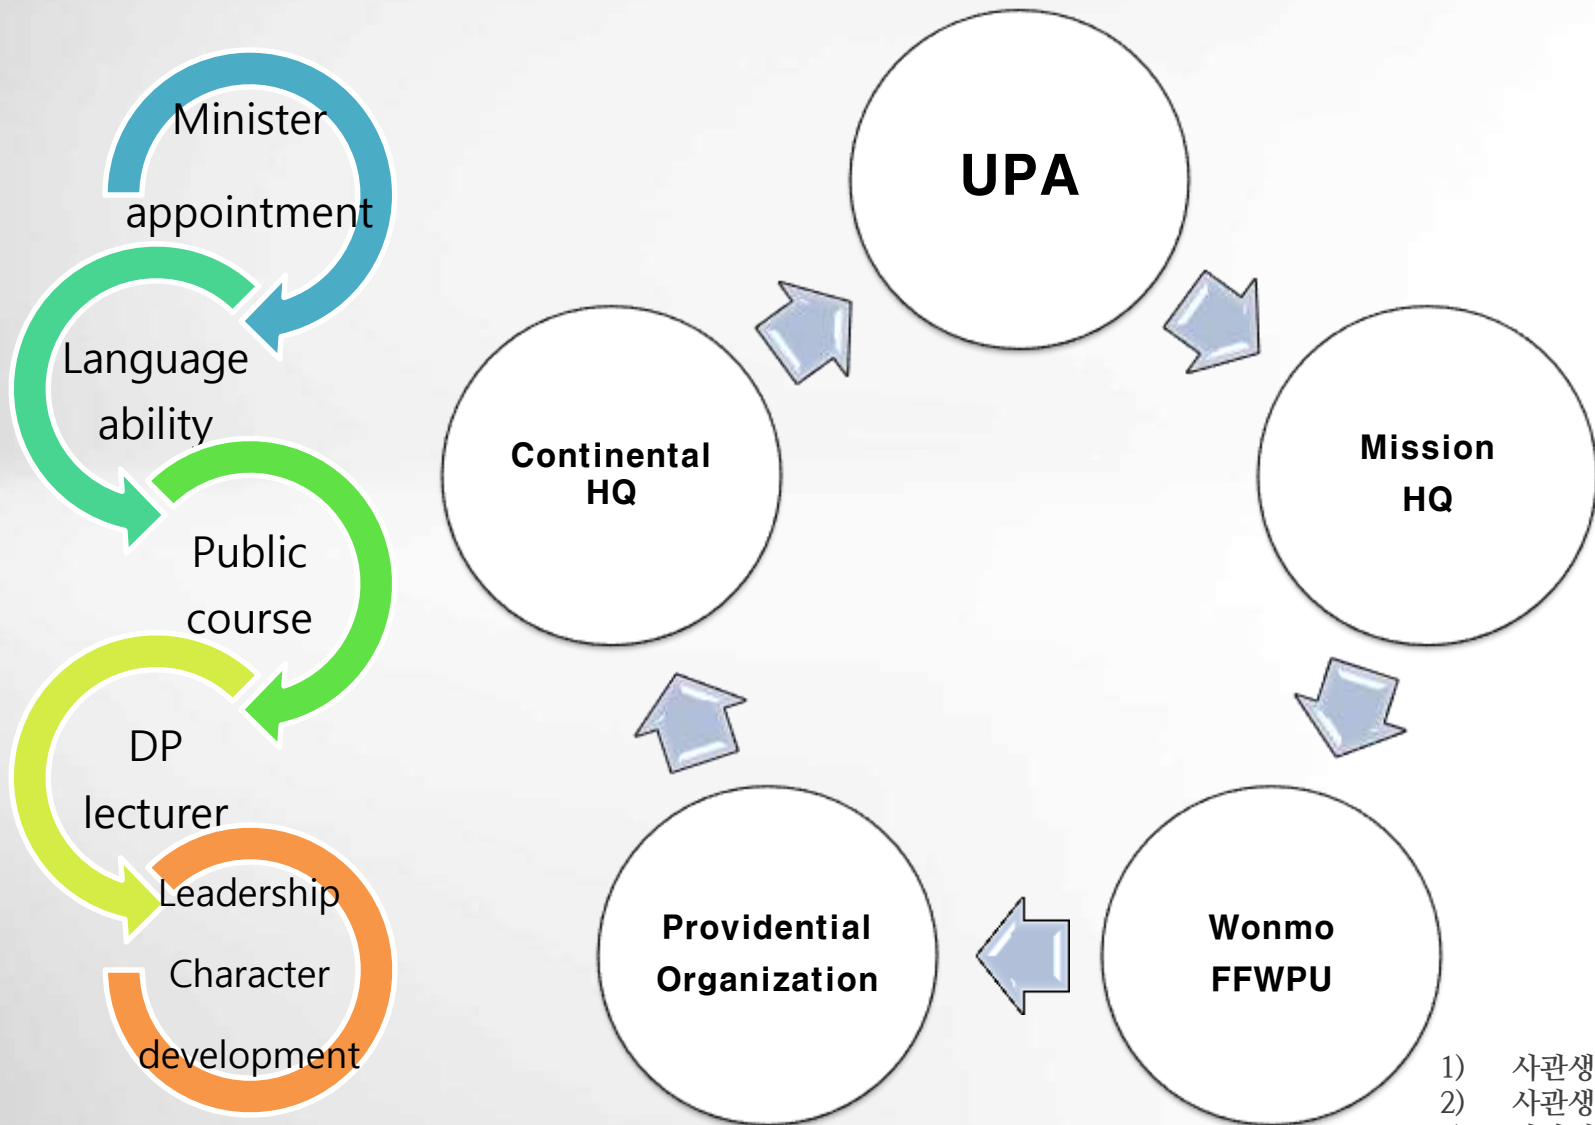 Minister
appointment
Language
ability
Public
course
DP
lecturer
Leadership
Character
development
UPA
Continental
HQ
Mission
HQ
Providential
Organization
Wonmo
FFWPU
1) 사관생
2) 사관생